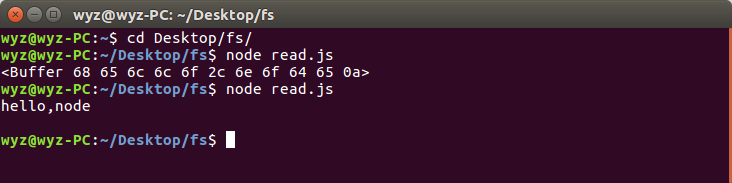 wyz@wyz-PC: ~/Desktop/fs
wyz@wyz-PC:~$ cd Desktop/fs/
wyz@wyz-PC:~/Desktop/fs$ node read.js
<Buffer 68 65 6c 6c 6f 2c 6e 6f 64 65 0a>
wyz@wyz-PC:~/Desktop/fs$ node read.js
hello,node
wyz@wyz-PC:~/Desktop/fs$